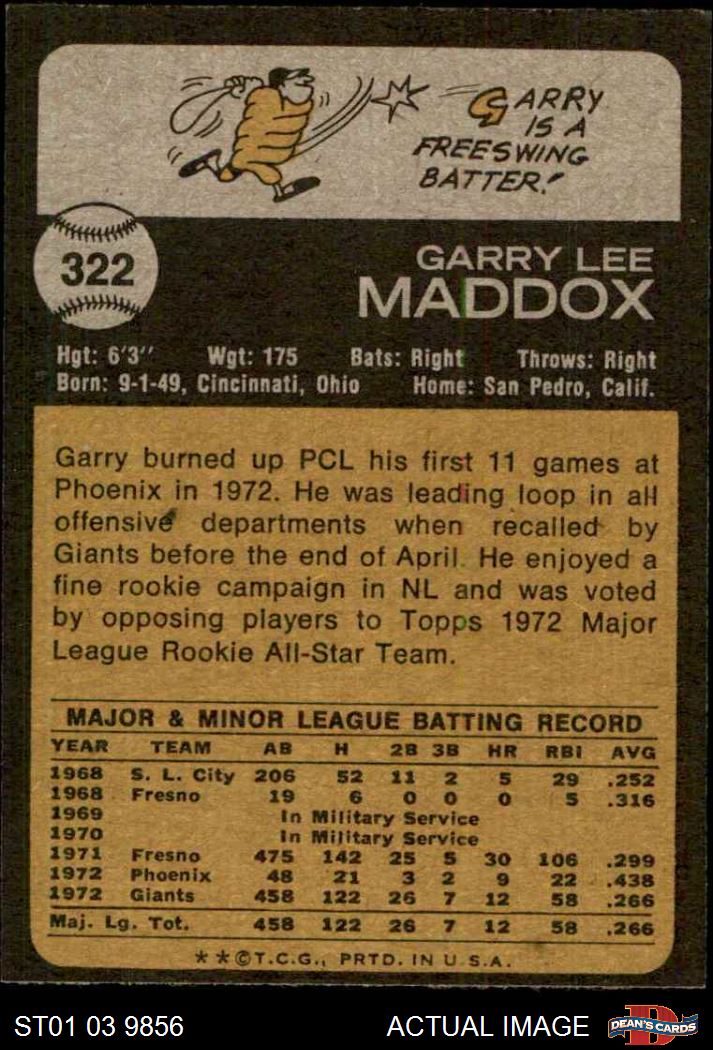 GARRY
IS A
FREESWING
BATTER!
322
GARRY LEE
MADDOX
Hgt: 6'3'' Wgt: 175 Bats: Right Throws: Right
Born: 9-1-49, Cincinnati, Ohio Home: San Pedro, Calif.
Garry burned up PCL his first 11 games at
Phoenix in 1972. He was leading loop in all
offensive departments when recalled by
Giants before the end of April. He enjoyed a
fine rookie campaign in NL and was voted
by opposing players to Topps 1972 Major
League Rookie All-Star Team.
MAJOR & MINOR LEAGUE BATTING RECORD
YEAR TEAM AB H 2B 3B HR RBI AVG
1968 S. L. City 206 52 11 2 5 29 .252
1968 Fresno 19 6 0 0 0 5 .316
1969 In Military Service
1970 In Military Service
1971 Fresno 475 142 25 5 30 106 .299
1972 Phoenix 48 21 3 2 9 22 .438
1972 Giants 458 122 26 7 12 58 .266
Maj. Lg. Tot. 458 122 26 7 12 58 .266
**©T.C.G., PRTD. IN U.S.A.
ST01 03 9856 ACTUAL IMAGE D DEAN'S CARDS